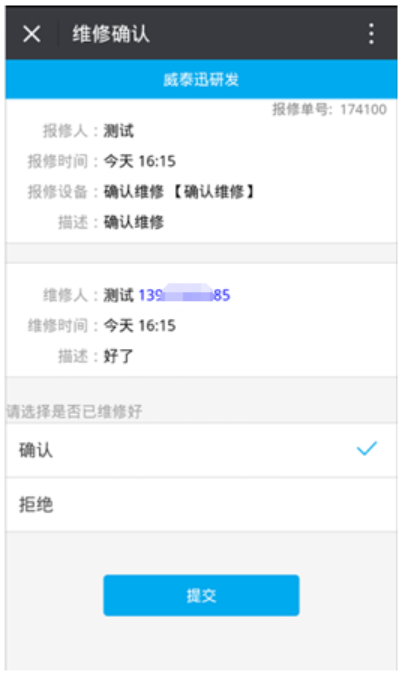 维修确认
威泰迅研发
报修单号: 174100
报修人：测试
报修时间：今天 16:15
报修设备：确认维修【确认维修】
描述：确认维修
维修人：测试 139 85
维修时间：今天 16:15
描述：好了
请选择是否已维修好
确认
拒绝
提交